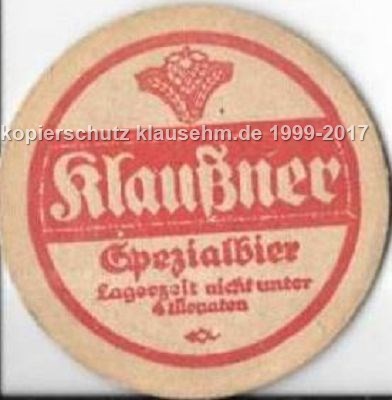 kopierschutz klausehm.de 1999-2017
Klaußner
Spezialbier
Lagerzeit nicht unter
4 Monaten